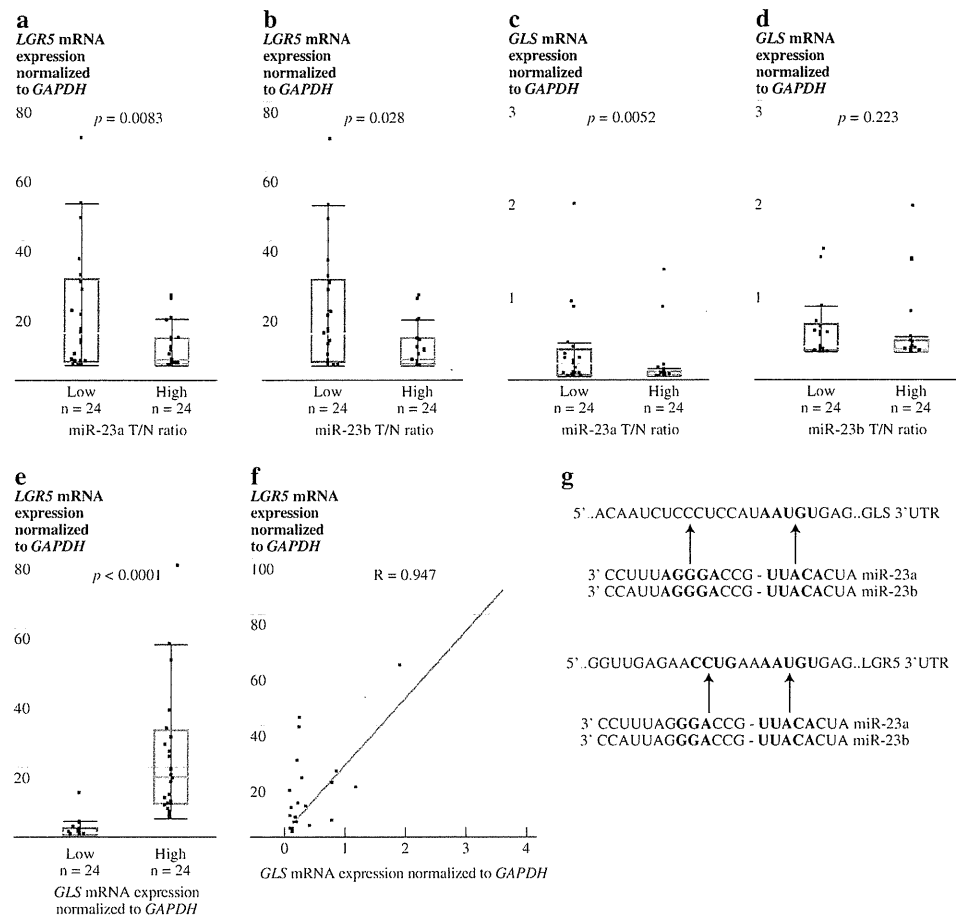 a
LGR5 mRNA
expression
normalized
to GAPDH
80
p = 0.0083
60
40
20
Low
n = 24
High
n = 24
miR-23a T/N ratio
b
LGR5 mRNA
expression
normalized
to GAPDH
80
p = 0.028
60
40
20
Low
n = 24
High
n = 24
miR-23b T/N ratio
c
GLS mRNA
expression
normalized
to GAPDH
3
p = 0.0052
2
1
Low
n = 24
High
n = 24
miR-23a T/N ratio
d
GLS mRNA
expression
normalized
to GAPDH
3
p = 0.223
2
1
Low
n = 24
High
n = 24
miR-23b T/N ratio
e
LGR5 mRNA
expression
normalized
to GAPDH
80
p < 0.0001
60
40
20
Low
n = 24
High
n = 24
GLS mRNA expression
normalized to GAPDH
f
LGR5 mRNA
expression
normalized
to GAPDH
100
R = 0.947
80
60
40
20
0 1 2 3 4
GLS mRNA expression normalized to GAPDH
g
5'..ACAAUCUCCCUCCAUAAUGUGAG..GLS 3'UTR
3' CCUUUAGGGACCG - UUACACUA miR-23a
3' CCAUUAGGGACCG - UUACACUA miR-23b
5'..GGUUGAGAACCUGAAAAUGUGAG..LGR5 3'UTR
3' CCUUUAGGGACCG - UUACACUA miR-23a
3' CCAUUAGGGACCG - UUACACUA miR-23b